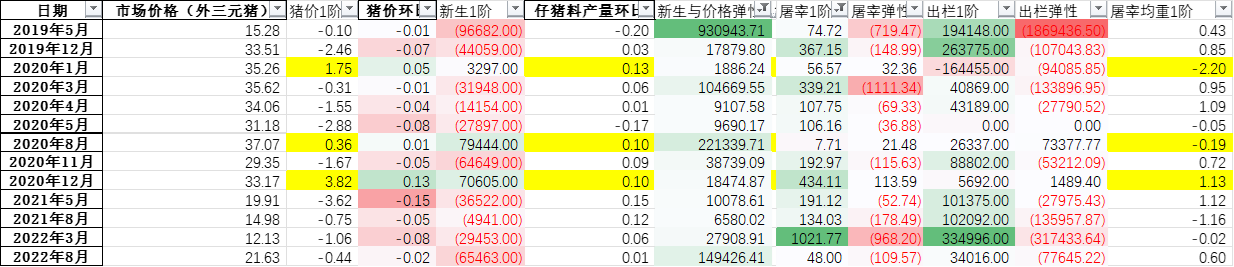 日期 市场价格（外三元猪） 猪价1阶 猪价环比 新生1阶 仔猪料产量环比 新生与价格弹性 屠宰1阶 屠宰弹性 出栏1阶 出栏弹性 屠宰均重1阶
2019年5月 15.28 -0.10 -0.01 (96682.00) -0.20 930943.71 74.72 (719.47) 194148.00 (1869436.50) 0.43
2019年12月 33.51 -2.46 -0.07 (44059.00) 0.03 17879.80 367.15 (148.99) 263775.00 (107043.83) 0.85
2020年1月 35.26 1.75 0.05 3297.00 0.13 1886.24 56.57 32.36 -164455.00 (94085.85) -2.20
2020年3月 35.62 -0.31 -0.01 (31948.00) 0.06 104669.55 339.21 (1111.34) 40869.00 (133896.95) 0.95
2020年4月 34.06 -1.55 -0.04 (14154.00) 0.01 9107.58 107.75 (69.33) 43189.00 (27790.52) 1.09
2020年5月 31.18 -2.88 -0.08 (27897.00) -0.17 9690.17 106.16 (36.88) 0.00 0.00 -0.05
2020年8月 37.07 0.36 0.01 79444.00 0.10 221339.71 7.71 21.48 26337.00 73377.77 -0.19
2020年11月 29.35 -1.67 -0.05 (64649.00) 0.09 38739.09 192.97 (115.63) 88802.00 (53212.09) 0.72
2020年12月 33.17 3.82 0.13 70605.00 0.10 18474.87 434.11 113.59 5692.00 1489.40 1.13
2021年5月 19.91 -3.62 -0.15 (36522.00) 0.15 10078.61 191.12 (52.74) 101375.00 (27975.43) 1.12
2021年8月 14.98 -0.75 -0.05 (4941.00) 0.12 6580.02 134.03 (178.49) 102092.00 (135957.87) -1.16
2022年3月 12.13 -1.06 -0.08 (29453.00) 0.06 27908.91 1021.77 (968.20) 334996.00 (317433.64) -0.02
2022年8月 21.63 -0.44 -0.02 (65463.00) 0.01 149426.41 48.00 (109.57) 34016.00 (77645.22) 0.60